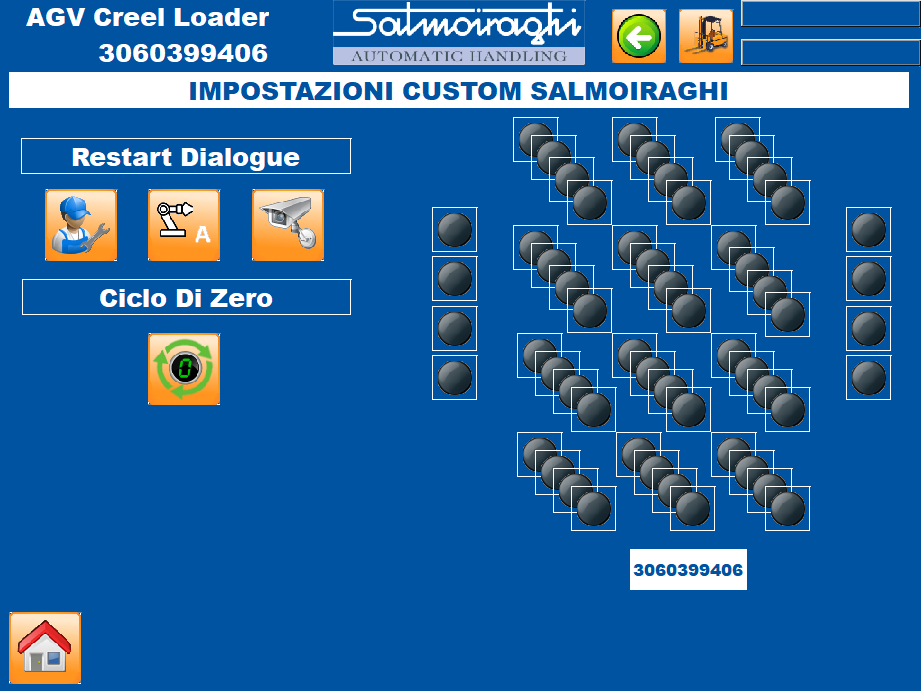 AGV Creel Loader
3060399406
Salmoiraghi
AUTOMATIC HANDLING
IMPOSTAZIONI CUSTOM SALMOIRAGHI
Restart Dialogue
A
Ciclo Di Zero
0
3060399406